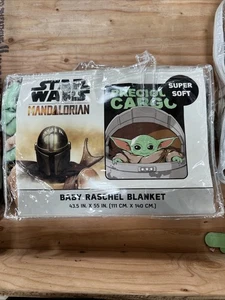 STAR
WARS
THE
MANDALORIAN
PRECIOUS
CARGO
SUPER
SOFT
BABY RASCHEL BLANKET
43.5 IN. X 55 IN. [111 CM. X 140 CM.]